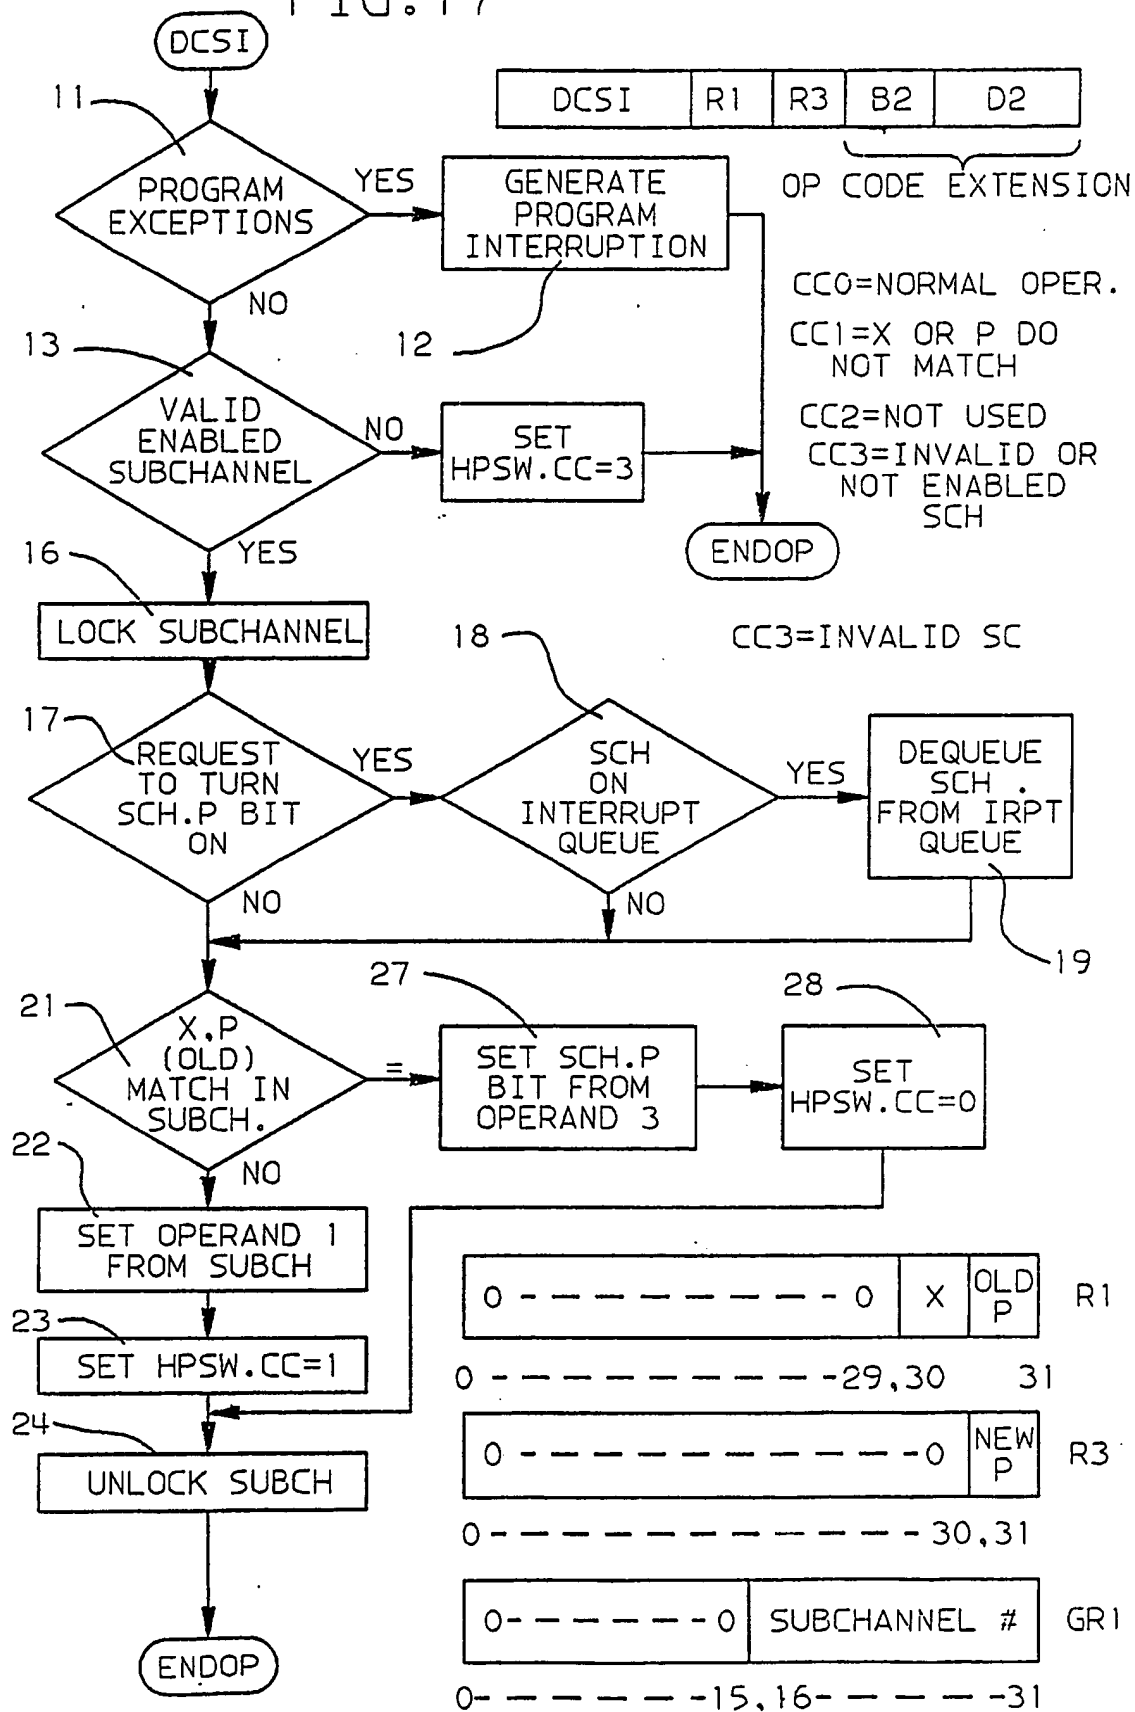 FIG.17
DCSI
DCSI R1 R3 B2 D2
OP CODE EXTENSION
11
PROGRAM
EXCEPTIONS
YES
GENERATE
PROGRAM
INTERRUPTION
NO
12
CC0=NORMAL OPER.
CC1=X OR P DO
NOT MATCH
CC2=NOT USED
CC3=INVALID OR
NOT ENABLED
SCH
13
VALID
ENABLED
SUBCHANNEL
NO
SET
HPSW.CC=3
ENDOP
YES
16
LOCK SUBCHANNEL
CC3=INVALID SC
17
REQUEST
TO TURN
SCH.P BIT
ON
YES
18
SCH
ON
INTERRUPT
QUEUE
YES
DEQUEUE
SCH .
FROM IRPT
QUEUE
19
NO
NO
21
X,P
(OLD)
MATCH IN
SUBCH.
=
27
SET SCH.P
BIT FROM
OPERAND 3
28
SET
HPSW.CC=0
NO
22
SET OPERAND 1
FROM SUBCH
23
SET HPSW.CC=1
24
UNLOCK SUBCH
ENDOP
0 - - - - - - - - - 0 X OLD P R1
0 - - - - - - - - - -29,30 31
0 - - - - - - - - - - -0 NEW P R3
0- - - - - - - - - - - - 30,31
0- - - - - -0 SUBCHANNEL # GR1
0- - - - - - -15,16- - - - - -31